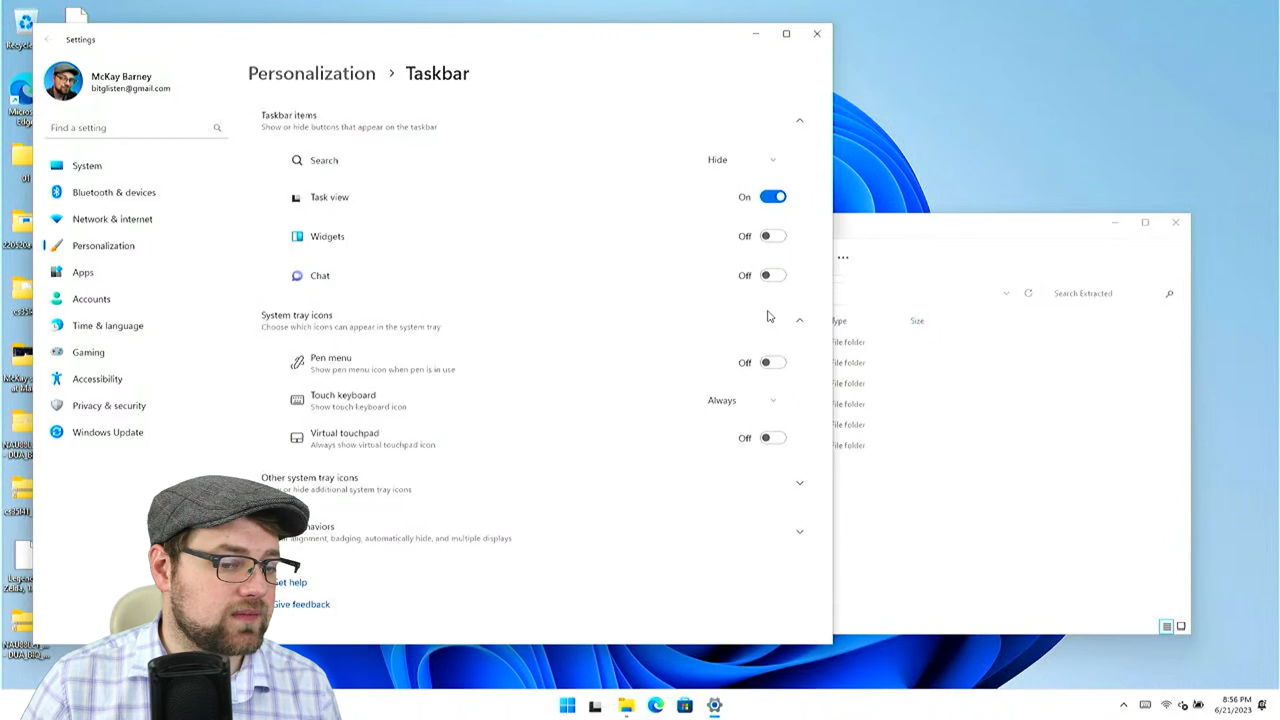 Settings
McKay Barney
bitglisten@gmail.com
Find a setting
System
Bluetooth & devices
Network & internet
Personalization
Apps
Accounts
Time & language
Gaming
Accessibility
Privacy & security
Windows Update
Personalization > Taskbar
Taskbar items
Show or hide buttons that appear on the taskbar
Search
Hide
Task view
On
Widgets
Off
Chat
Off
System tray icons
Choose which icons can appear in the system tray
Pen menu
Show pen menu icon when pen is in use
Off
Touch keyboard
Show touch keyboard icon
Always
Virtual touchpad
Always show virtual touchpad icon
Off
Other system tray icons
or hide additional system tray icons
alignment, badging, automatically hide, and multiple displays
Get help
Give feedback
Search Extracted
Type
Size
File folder
File folder
File folder
File folder
File folder
File folder
8:56 PM
6/21/2023